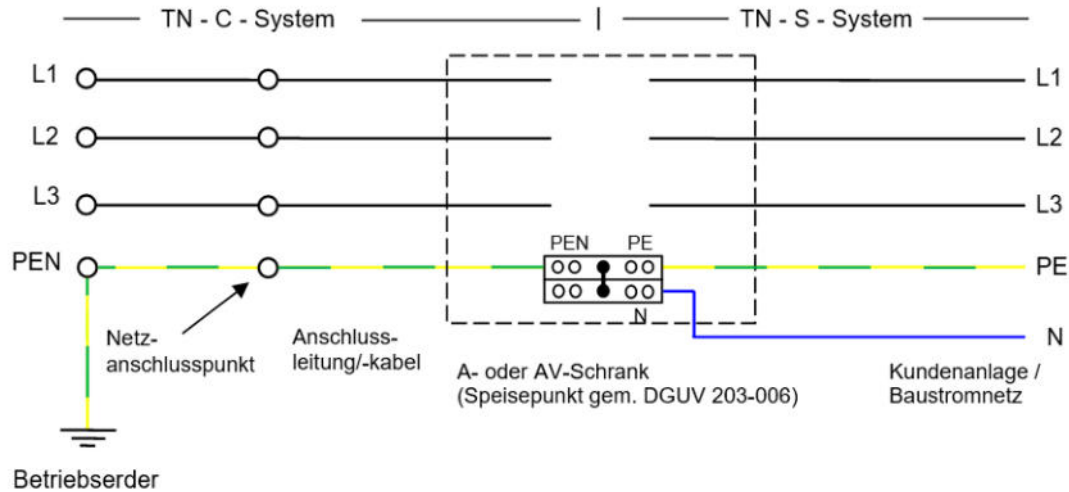 TN - C - System | TN - S - System
L1 L1
L2 L2
L3 L3
PEN PE
PEN PE
N
N
Netz-
anschlusspunkt
Anschluss-
leitung/-kabel
A- oder AV-Schrank
(Speisepunkt gem. DGUV 203-006)
Kundenanlage /
Baustromnetz
Betriebserder